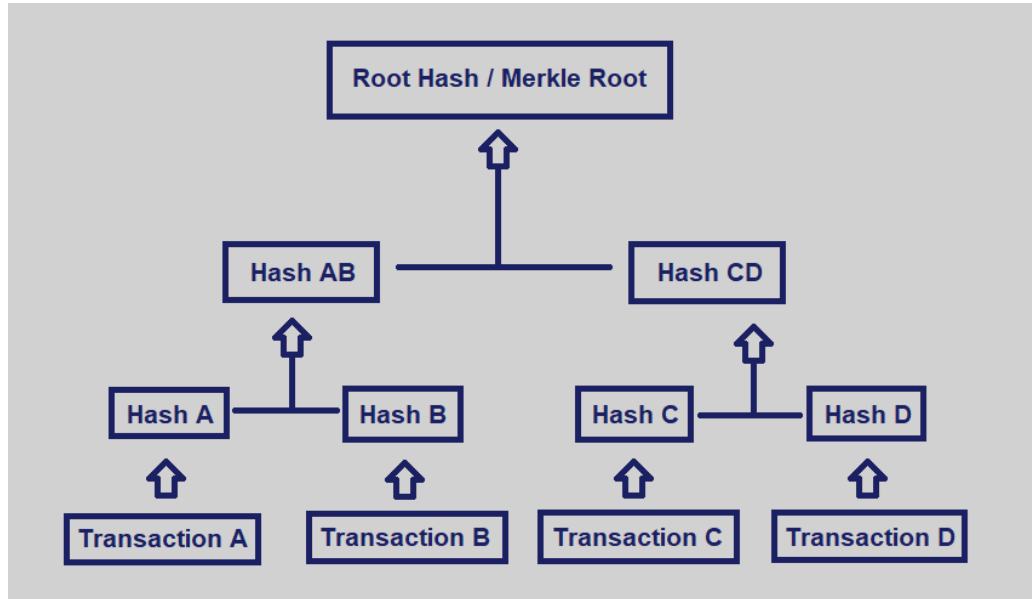 Root Hash / Merkle Root
Hash AB
Hash CD
Hash A
Hash B
Hash C
Hash D
Transaction A
Transaction B
Transaction C
Transaction D